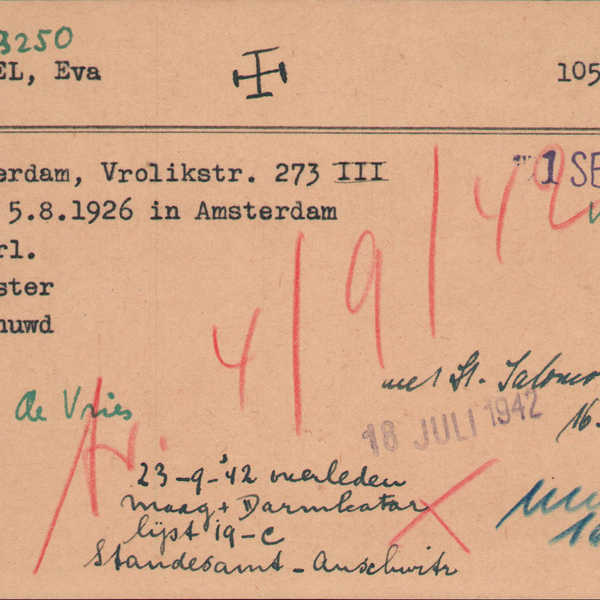 3250
EL, Eva
105
erdam, Vrolikstr. 273 III
1 SE
5.8.1926 in Amsterdam
rl.
ster
huwd
4/9/42
de Vries
met St. Salomo
16.
18 JULI 1942
23-9-'42 overleden
maag + Darmkatar
lijst 19-C
Standesamt - Auschwitz